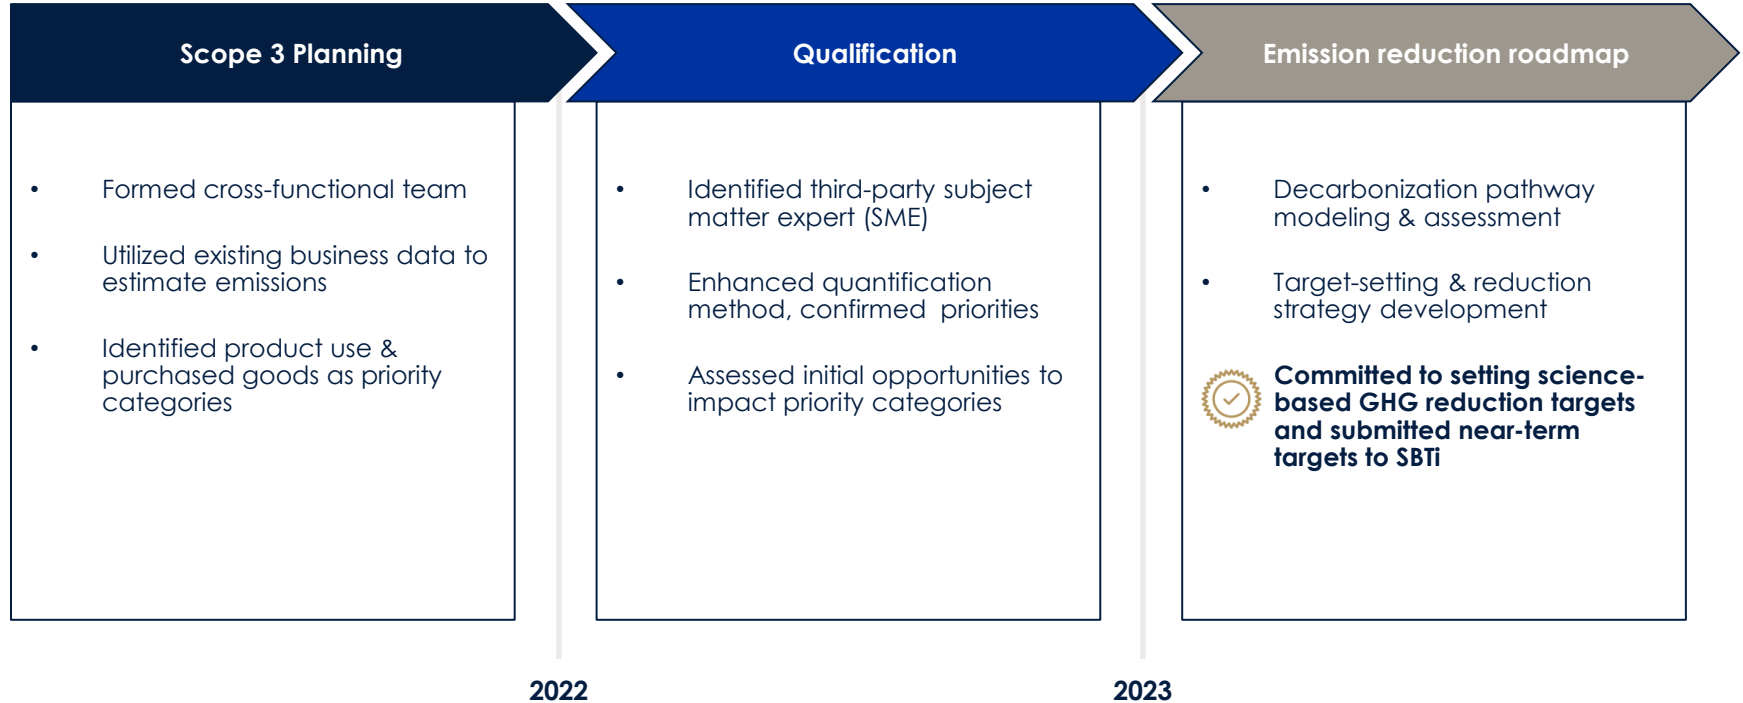 Scope 3 Planning
• Formed cross-functional team
• Utilized existing business data to
estimate emissions
• Identified product use &
purchased goods as priority
categories
Qualification
• Identified third-party subject
matter expert (SME)
• Enhanced quantification
method, confirmed  priorities
• Assessed initial opportunities to
impact priority categories
Emission reduction roadmap
• Decarbonization pathway
modeling & assessment
• Target-setting & reduction
strategy development
Committed to setting science-
based GHG reduction targets
and submitted near-term
targets to SBTi
2022
2023